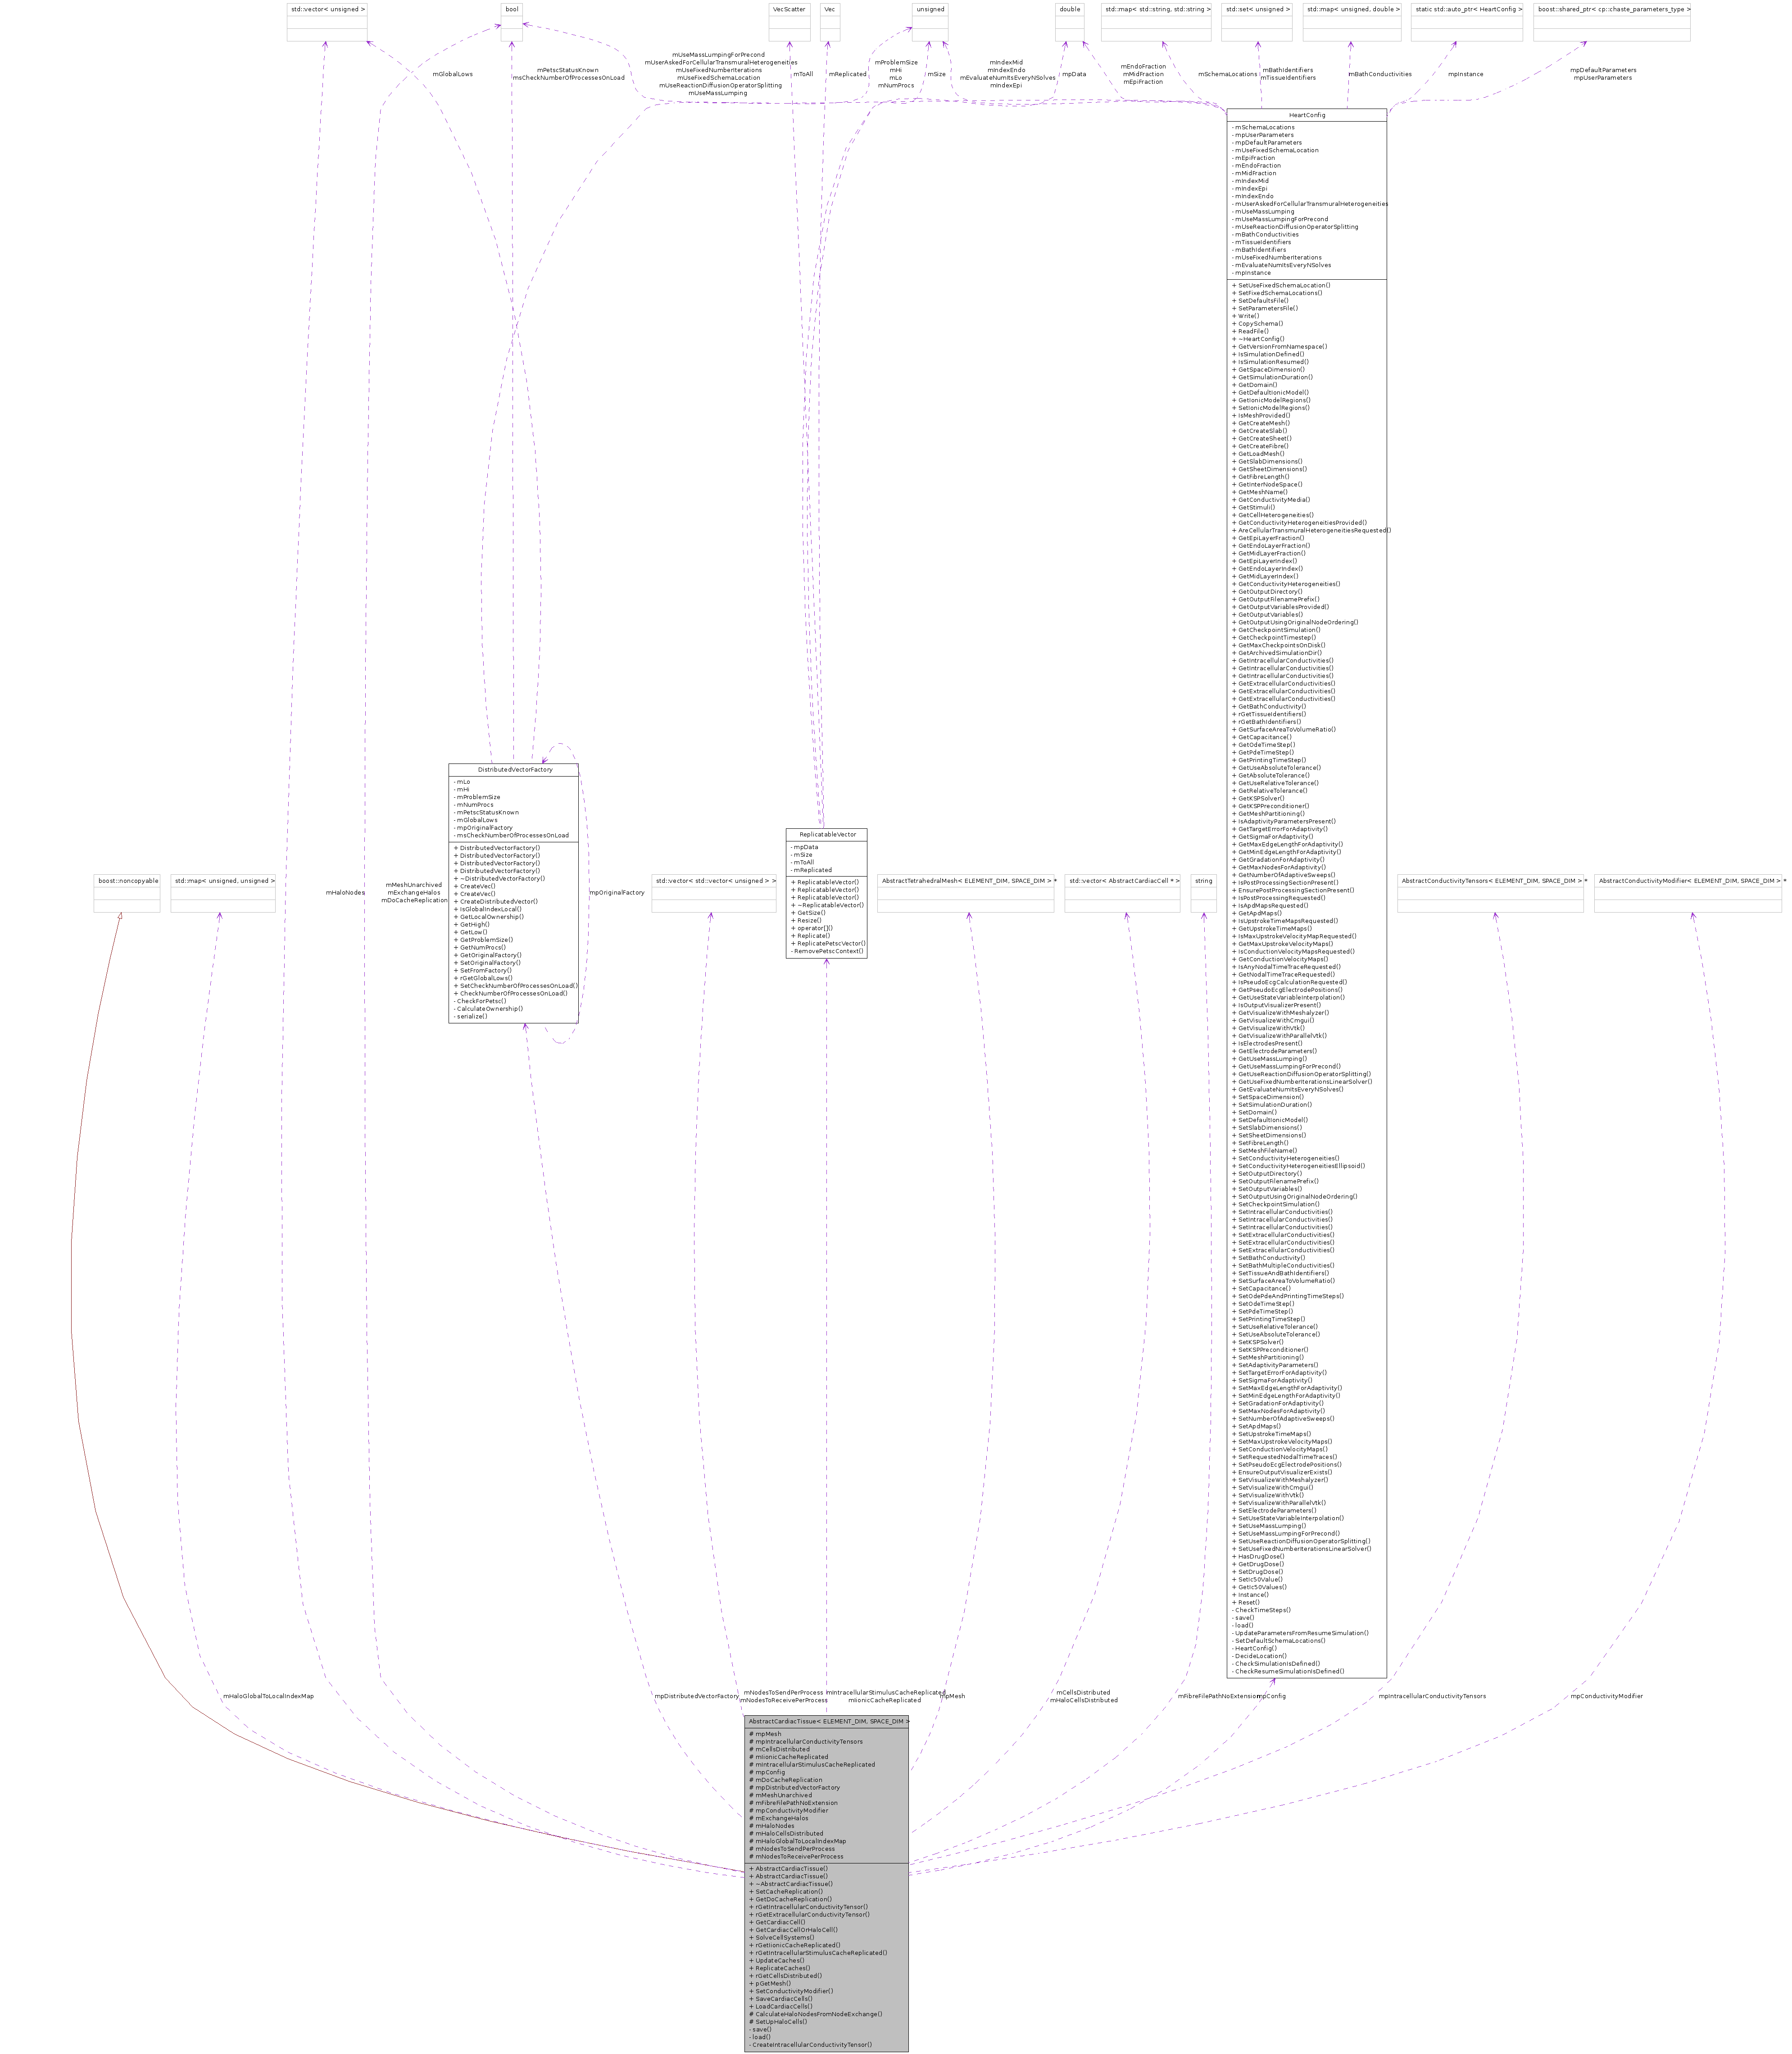 std::vector< unsigned >
bool
VecScatter
Vec
unsigned
double
std::map< std::string, std::string >
std::set< unsigned >
std::map< unsigned, double >
static std::auto_ptr< HeartConfig >
boost::shared_ptr< cp::chaste_parameters_type >
mGlobalLows
mPetscStatusKnown
msCheckNumberOfProcessesOnLoad
mUseMassLumpingForPrecond
mUserAskedForCellularTransmuralHeterogeneities
mUseFixedNumberIterations
mUseFixedSchemaLocation
mUseReactionDiffusionOperatorSplitting
mUseMassLumping
mToAll
mReplicated
mProblemSize
mHi
mLo
mNumProcs
mSize
mIndexMid
mIndexEndo
mEvaluateNumItsEveryNSolves
mIndexEpi
mpData
mEndoFraction
mMidFraction
mEpiFraction
mSchemaLocations
mBathIdentifiers
mTissueIdentifiers
mBathConductivities
mpInstance
mpDefaultParameters
mpUserParameters
HeartConfig
- mSchemaLocations
- mpUserParameters
- mpDefaultParameters
- mUseFixedSchemaLocation
- mEpiFraction
- mEndoFraction
- mMidFraction
- mIndexMid
- mIndexEpi
- mIndexEndo
- mUserAskedForCellularTransmuralHeterogeneities
- mUseMassLumping
- mUseMassLumpingForPrecond
- mUseReactionDiffusionOperatorSplitting
- mBathConductivities
- mTissueIdentifiers
- mBathIdentifiers
- mUseFixedNumberIterations
- mEvaluateNumItsEveryNSolves
- mpInstance
+ SetUseFixedSchemaLocation()
+ SetFixedSchemaLocations()
+ SetDefaultsFile()
+ SetParametersFile()
+ Write()
+ CopySchema()
+ ReadFile()
+ ~HeartConfig()
+ GetVersionFromNamespace()
+ IsSimulationDefined()
+ IsSimulationResumed()
+ GetSpaceDimension()
+ GetSimulationDuration()
+ GetDomain()
+ GetDefaultIonicModel()
+ GetIonicModelRegions()
+ SetIonicModelRegions()
+ IsMeshProvided()
+ GetCreateMesh()
+ GetCreateSlab()
+ GetCreateSheet()
+ GetCreateFibre()
+ GetLoadMesh()
+ GetSlabDimensions()
+ GetSheetDimensions()
+ GetFibreLength()
+ GetInterNodeSpace()
+ GetMeshName()
+ GetConductivityMedia()
+ GetStimuli()
+ GetCellHeterogeneities()
+ GetConductivityHeterogeneitiesProvided()
+ AreCellularTransmuralHeterogeneitiesRequested()
+ GetEpiLayerFraction()
+ GetEndoLayerFraction()
+ GetMidLayerFraction()
+ GetEpiLayerIndex()
+ GetEndoLayerIndex()
+ GetMidLayerIndex()
+ GetConductivityHeterogeneities()
+ GetOutputDirectory()
+ GetOutputFilenamePrefix()
+ GetOutputVariablesProvided()
+ GetOutputVariables()
+ GetOutputUsingOriginalNodeOrdering()
+ GetCheckpointSimulation()
+ GetCheckpointTimestep()
+ GetMaxCheckpointsOnDisk()
+ GetArchivedSimulationDir()
+ GetIntracellularConductivities()
+ GetIntracellularConductivities()
+ GetIntracellularConductivities()
+ GetExtracellularConductivities()
+ GetExtracellularConductivities()
+ GetExtracellularConductivities()
+ GetBathConductivity()
+ rGetTissueIdentifiers()
+ rGetBathIdentifiers()
+ GetSurfaceAreaToVolumeRatio()
+ GetCapacitance()
+ GetOdeTimeStep()
+ GetPdeTimeStep()
+ GetPrintingTimeStep()
+ GetUseAbsoluteTolerance()
+ GetAbsoluteTolerance()
+ GetUseRelativeTolerance()
+ GetRelativeTolerance()
+ GetKSPSolver()
+ GetKSPPreconditioner()
+ GetMeshPartitioning()
+ IsAdaptivityParametersPresent()
+ GetTargetErrorForAdaptivity()
+ GetSigmaForAdaptivity()
+ GetMaxEdgeLengthForAdaptivity()
+ GetMinEdgeLengthForAdaptivity()
+ GetGradationForAdaptivity()
+ GetMaxNodesForAdaptivity()
+ GetNumberOfAdaptiveSweeps()
+ IsPostProcessingSectionPresent()
+ EnsurePostProcessingSectionPresent()
+ IsPostProcessingRequested()
+ IsApdMapsRequested()
+ GetApdMaps()
+ IsUpstrokeTimeMapsRequested()
+ GetUpstrokeTimeMaps()
+ IsMaxUpstrokeVelocityMapRequested()
+ GetMaxUpstrokeVelocityMaps()
+ IsConductionVelocityMapsRequested()
+ GetConductionVelocityMaps()
+ IsAnyNodalTimeTraceRequested()
+ GetNodalTimeTraceRequested()
+ IsPseudoEcgCalculationRequested()
+ GetPseudoEcgElectrodePositions()
+ GetUseStateVariableInterpolation()
+ IsOutputVisualizerPresent()
+ GetVisualizeWithMeshalyzer()
+ GetVisualizeWithCmgui()
+ GetVisualizeWithVtk()
+ GetVisualizeWithParallelVtk()
+ IsElectrodesPresent()
+ GetElectrodeParameters()
+ GetUseMassLumping()
+ GetUseMassLumpingForPrecond()
+ GetUseReactionDiffusionOperatorSplitting()
+ GetUseFixedNumberIterationsLinearSolver()
+ GetEvaluateNumItsEveryNSolves()
+ SetSpaceDimension()
+ SetSimulationDuration()
+ SetDomain()
+ SetDefaultIonicModel()
+ SetSlabDimensions()
+ SetSheetDimensions()
+ SetFibreLength()
+ SetMeshFileName()
+ SetConductivityHeterogeneities()
+ SetConductivityHeterogeneitiesEllipsoid()
+ SetOutputDirectory()
+ SetOutputFilenamePrefix()
+ SetOutputVariables()
+ SetOutputUsingOriginalNodeOrdering()
+ SetCheckpointSimulation()
+ SetIntracellularConductivities()
+ SetIntracellularConductivities()
+ SetIntracellularConductivities()
+ SetExtracellularConductivities()
+ SetExtracellularConductivities()
+ SetExtracellularConductivities()
+ SetBathConductivity()
+ SetBathMultipleConductivities()
+ SetTissueAndBathIdentifiers()
+ SetSurfaceAreaToVolumeRatio()
+ SetCapacitance()
+ SetOdePdeAndPrintingTimeSteps()
+ SetOdeTimeStep()
+ SetPdeTimeStep()
+ SetPrintingTimeStep()
+ SetUseRelativeTolerance()
+ SetUseAbsoluteTolerance()
+ SetKSPSolver()
+ SetKSPPreconditioner()
+ SetMeshPartitioning()
+ SetAdaptivityParameters()
+ SetTargetErrorForAdaptivity()
+ SetSigmaForAdaptivity()
+ SetMaxEdgeLengthForAdaptivity()
+ SetMinEdgeLengthForAdaptivity()
+ SetGradationForAdaptivity()
+ SetMaxNodesForAdaptivity()
+ SetNumberOfAdaptiveSweeps()
+ SetApdMaps()
+ SetUpstrokeTimeMaps()
+ SetMaxUpstrokeVelocityMaps()
+ SetConductionVelocityMaps()
+ SetRequestedNodalTimeTraces()
+ SetPseudoEcgElectrodePositions()
+ EnsureOutputVisualizerExists()
+ SetVisualizeWithMeshalyzer()
+ SetVisualizeWithCmgui()
+ SetVisualizeWithVtk()
+ SetVisualizeWithParallelVtk()
+ SetElectrodeParameters()
+ SetUseStateVariableInterpolation()
+ SetUseMassLumping()
+ SetUseMassLumpingForPrecond()
+ SetUseReactionDiffusionOperatorSplitting()
+ SetUseFixedNumberIterationsLinearSolver()
+ HasDrugDose()
+ GetDrugDose()
+ SetDrugDose()
+ SetIc50Value()
+ GetIc50Values()
+ Instance()
+ Reset()
- CheckTimeSteps()
- save()
- load()
- UpdateParametersFromResumeSimulation()
- SetDefaultSchemaLocations()
- HeartConfig()
- DecideLocation()
- CheckSimulationIsDefined()
- CheckResumeSimulationIsDefined()
DistributedVectorFactory
- mLo
- mHi
- mProblemSize
- mNumProcs
- mPetscStatusKnown
- mGlobalLows
- mpOriginalFactory
- msCheckNumberOfProcessesOnLoad
+ DistributedVectorFactory()
+ DistributedVectorFactory()
+ DistributedVectorFactory()
+ DistributedVectorFactory()
+ ~DistributedVectorFactory()
+ CreateVec()
+ CreateVec()
+ CreateDistributedVector()
+ IsGlobalIndexLocal()
+ GetLocalOwnership()
+ GetHigh()
+ GetLow()
+ GetProblemSize()
+ GetNumProcs()
+ GetOriginalFactory()
+ SetOriginalFactory()
+ SetFromFactory()
+ rGetGlobalLows()
+ SetCheckNumberOfProcessesOnLoad()
+ CheckNumberOfProcessesOnLoad()
- CheckForPetsc()
- CalculateOwnership()
- serialize()
mpOriginalFactory
ReplicatableVector
- mpData
- mSize
- mToAll
- mReplicated
+ ReplicatableVector()
+ ReplicatableVector()
+ ReplicatableVector()
+ ~ReplicatableVector()
+ GetSize()
+ Resize()
+ operator[]()
+ Replicate()
+ ReplicatePetscVector()
- RemovePetscContext()
boost::noncopyable
std::map< unsigned, unsigned >
mHaloNodes
mMeshUnarchived
mExchangeHalos
mDoCacheReplication
std::vector< std::vector< unsigned > >
AbstractTetrahedralMesh< ELEMENT_DIM, SPACE_DIM > *
std::vector< AbstractCardiacCell * >
string
AbstractConductivityTensors< ELEMENT_DIM, SPACE_DIM > *
AbstractConductivityModifier< ELEMENT_DIM, SPACE_DIM > *
mHaloGlobalToLocalIndexMap
mpDistributedVectorFactory
mNodesToSendPerProcess
mNodesToReceivePerProcess
mIntracellularStimulusCacheReplicated
mIionicCacheReplicated
mpMesh
mCellsDistributed
mHaloCellsDistributed
mFibreFilePathNoExtension
mpConfig
mpIntracellularConductivityTensors
mpConductivityModifier
AbstractCardiacTissue< ELEMENT_DIM, SPACE_DIM >
# mpMesh
# mpIntracellularConductivityTensors
# mCellsDistributed
# mIionicCacheReplicated
# mIntracellularStimulusCacheReplicated
# mpConfig
# mDoCacheReplication
# mpDistributedVectorFactory
# mMeshUnarchived
# mFibreFilePathNoExtension
# mpConductivityModifier
# mExchangeHalos
# mHaloNodes
# mHaloCellsDistributed
# mHaloGlobalToLocalIndexMap
# mNodesToSendPerProcess
# mNodesToReceivePerProcess
+ AbstractCardiacTissue()
+ AbstractCardiacTissue()
+ ~AbstractCardiacTissue()
+ SetCacheReplication()
+ GetDoCacheReplication()
+ rGetIntracellularConductivityTensor()
+ rGetExtracellularConductivityTensor()
+ GetCardiacCell()
+ GetCardiacCellOrHaloCell()
+ SolveCellSystems()
+ rGetIionicCacheReplicated()
+ rGetIntracellularStimulusCacheReplicated()
+ UpdateCaches()
+ ReplicateCaches()
+ rGetCellsDistributed()
+ pGetMesh()
+ SetConductivityModifier()
+ SaveCardiacCells()
+ LoadCardiacCells()
# CalculateHaloNodesFromNodeExchange()
# SetUpHaloCells()
- save()
- load()
- CreateIntracellularConductivityTensor()